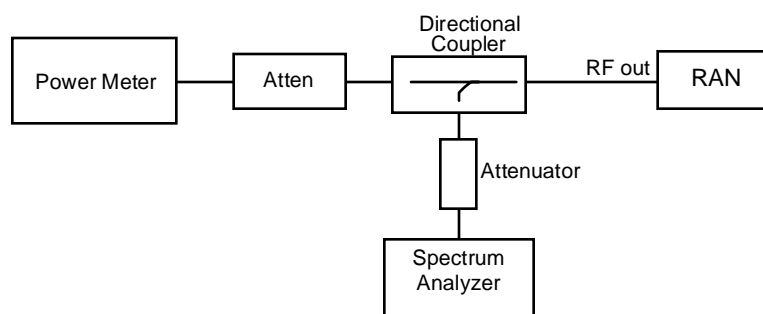 Directional
Coupler
Power Meter
Atten
RF out
RAN
Attenuator
Spectrum
Analyzer